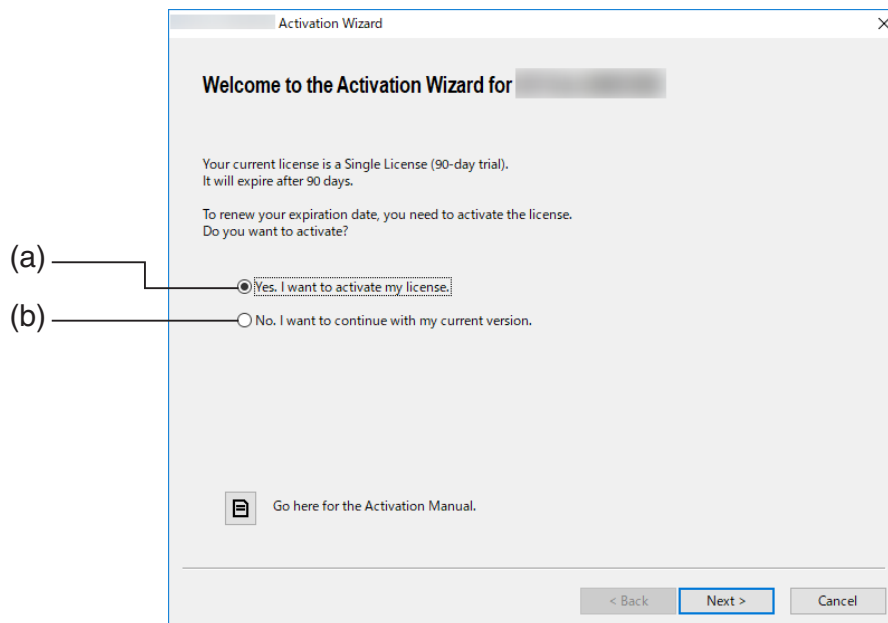 Activation Wizard
Welcome to the Activation Wizard for
Your current license is a Single License (90-day trial).
It will expire after 90 days.
To renew your expiration date, you need to activate the license.
Do you want to activate?
(a)
Yes. I want to activate my license.
(b)
No. I want to continue with my current version.
Go here for the Activation Manual.
< Back Next > Cancel